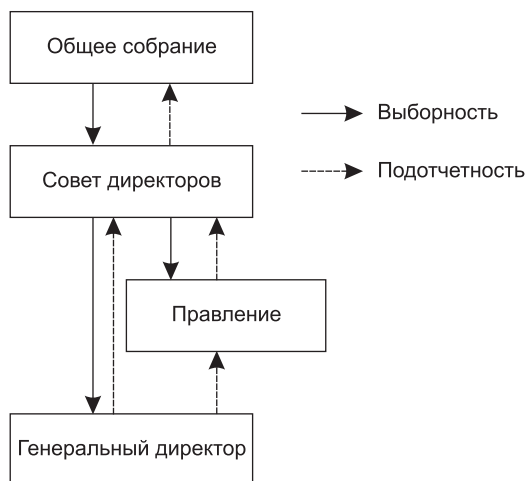 Общее собрание
Выборность
Совет директоров
Подотчетность
Правление
Генеральный директор